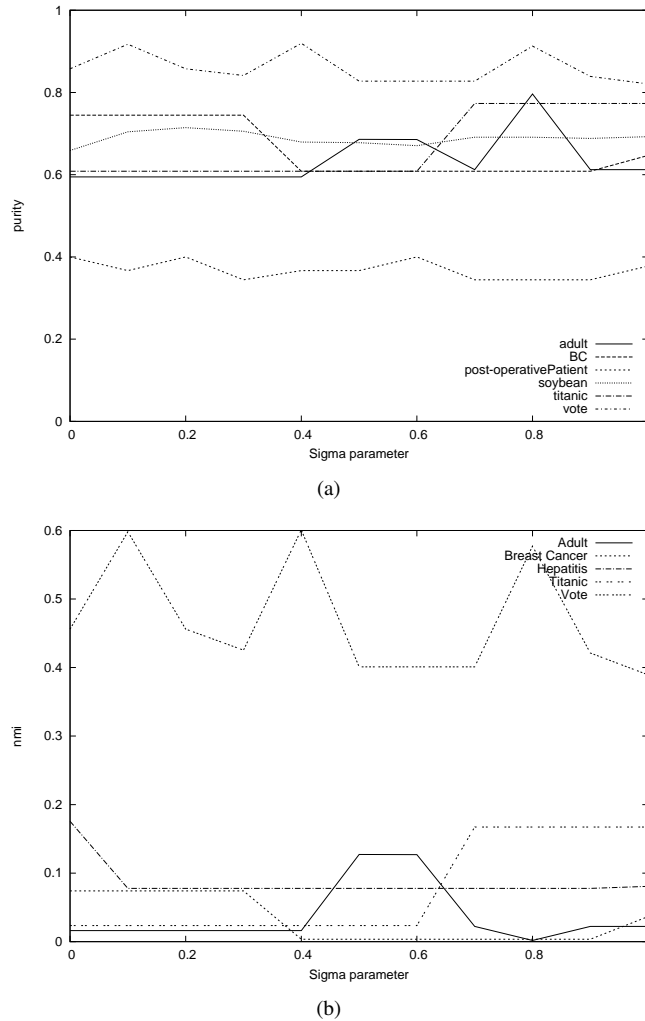 1
0.8
0.6
0.4
0.2
0
purity
adult
BC
post-operativePatient
soybean
titanic
vote
0 0.2 0.4 0.6 0.8
Sigma parameter
(a)
0.6
0.5
0.4
0.3
0.2
0.1
0
nmi
Adult
Breast Cancer
Hepatitis
Titanic
Vote
0 0.2 0.4 0.6 0.8
Sigma parameter
(b)